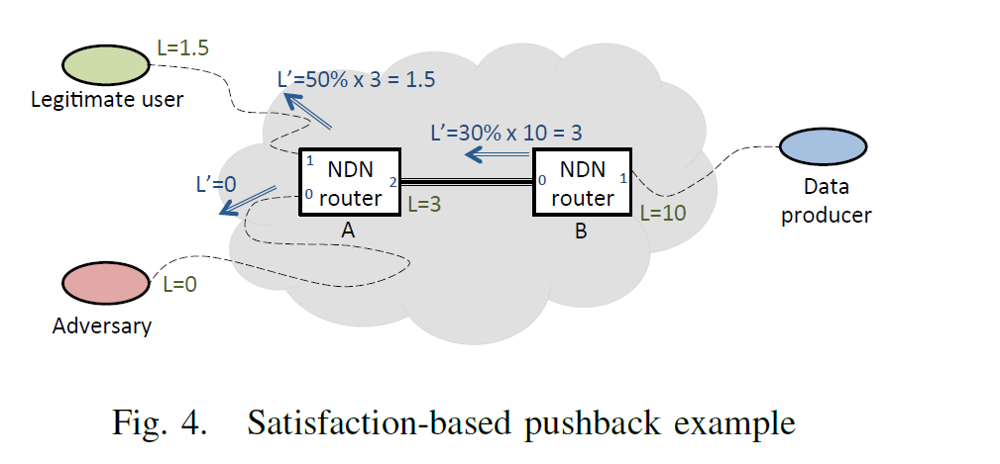 L=1.5
Legitimate user
L’=50% x 3 = 1.5
L’=30% x 10 = 3
1 NDN
0 router 2
L’=0
L=3
A
0 NDN 1
router
L=10
B
Data
producer
L=0
Adversary
Fig. 4. Satisfaction-based pushback example